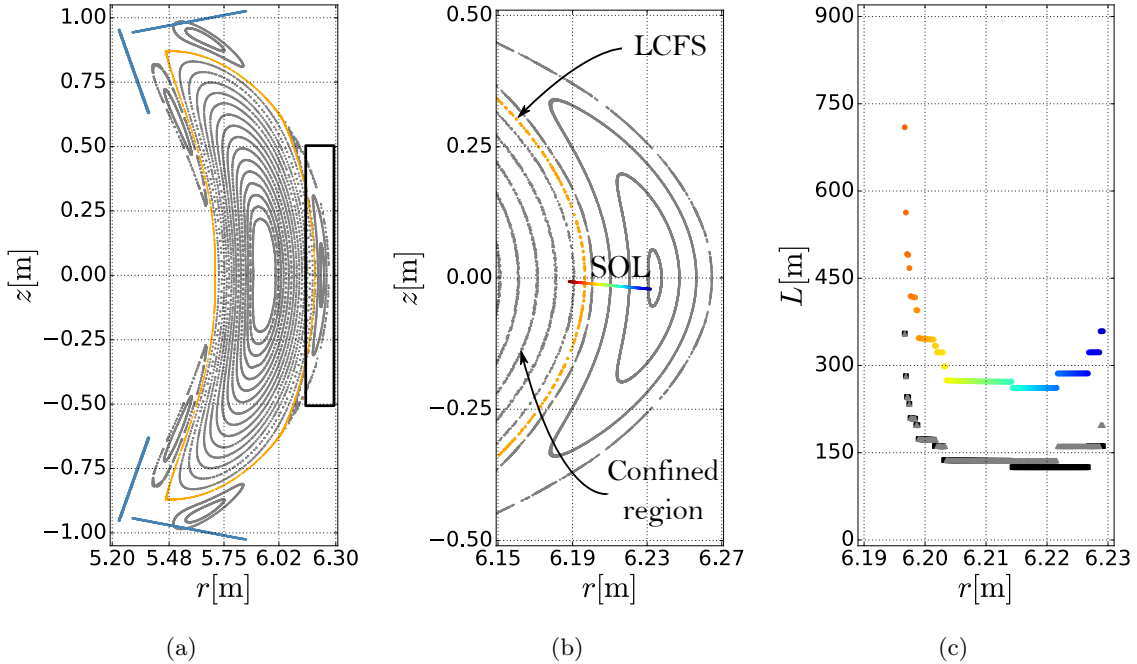 1.00
0.75
0.50
0.25
0.00
−0.25
−0.50
−0.75
−1.00
z[m]
5.20 5.48 5.75 6.02 6.30
r[m]
(a)
0.50
0.25
0.00
−0.25
−0.50
z[m]
LCFS
SOL
Confined
region
6.15 6.19 6.23 6.27
r[m]
(b)
900
750
600
450
300
150
0
L[m]
6.19 6.20 6.21 6.22 6.23
r[m]
(c)